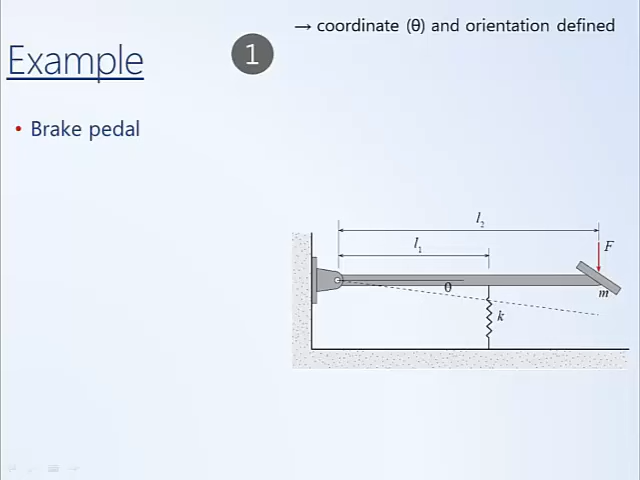 → coordinate (θ) and orientation defined
1
Example
• Brake pedal
l₂
l₁
F
θ
m
k